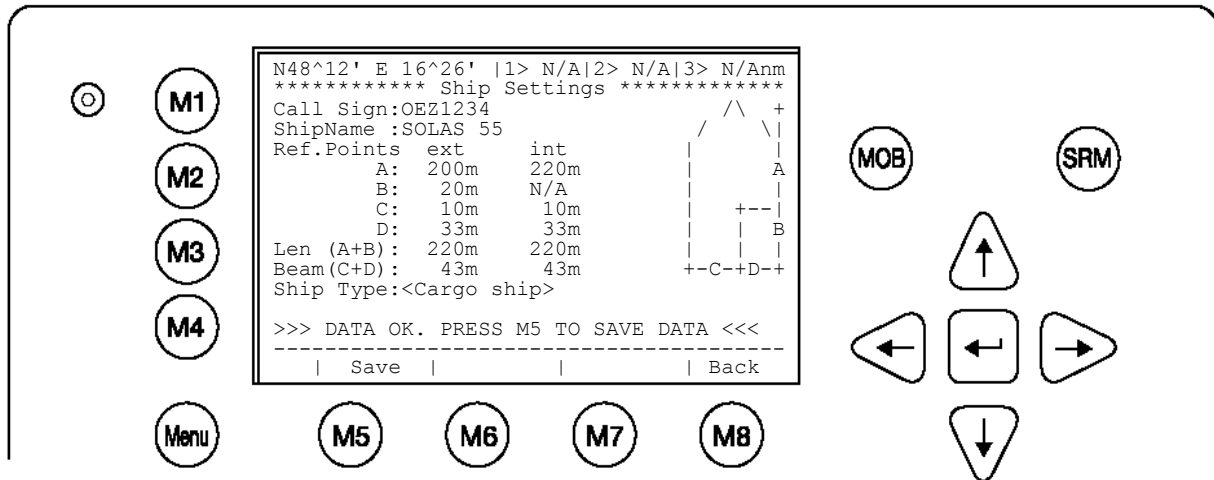 N48^12' E 16^26' |1> N/A|2> N/A|3> N/Anm
************ Ship Settings *************
Call Sign:OEZ1234 /\ +
ShipName :SOLAS 55 / \|
Ref.Points ext int | |
A: 200m 220m | A
B: 20m N/A | |
C: 10m 10m | +--|
D: 33m 33m | | B
Len (A+B): 220m 220m | | |
Beam(C+D): 43m 43m +-C-+D-+
Ship Type:<Cargo ship>
>>> DATA OK. PRESS M5 TO SAVE DATA <<<
----------------------------------------
| Save | | | Back
M1
M2
M3
M4
Menu
M5
M6
M7
M8
MOB
SRM